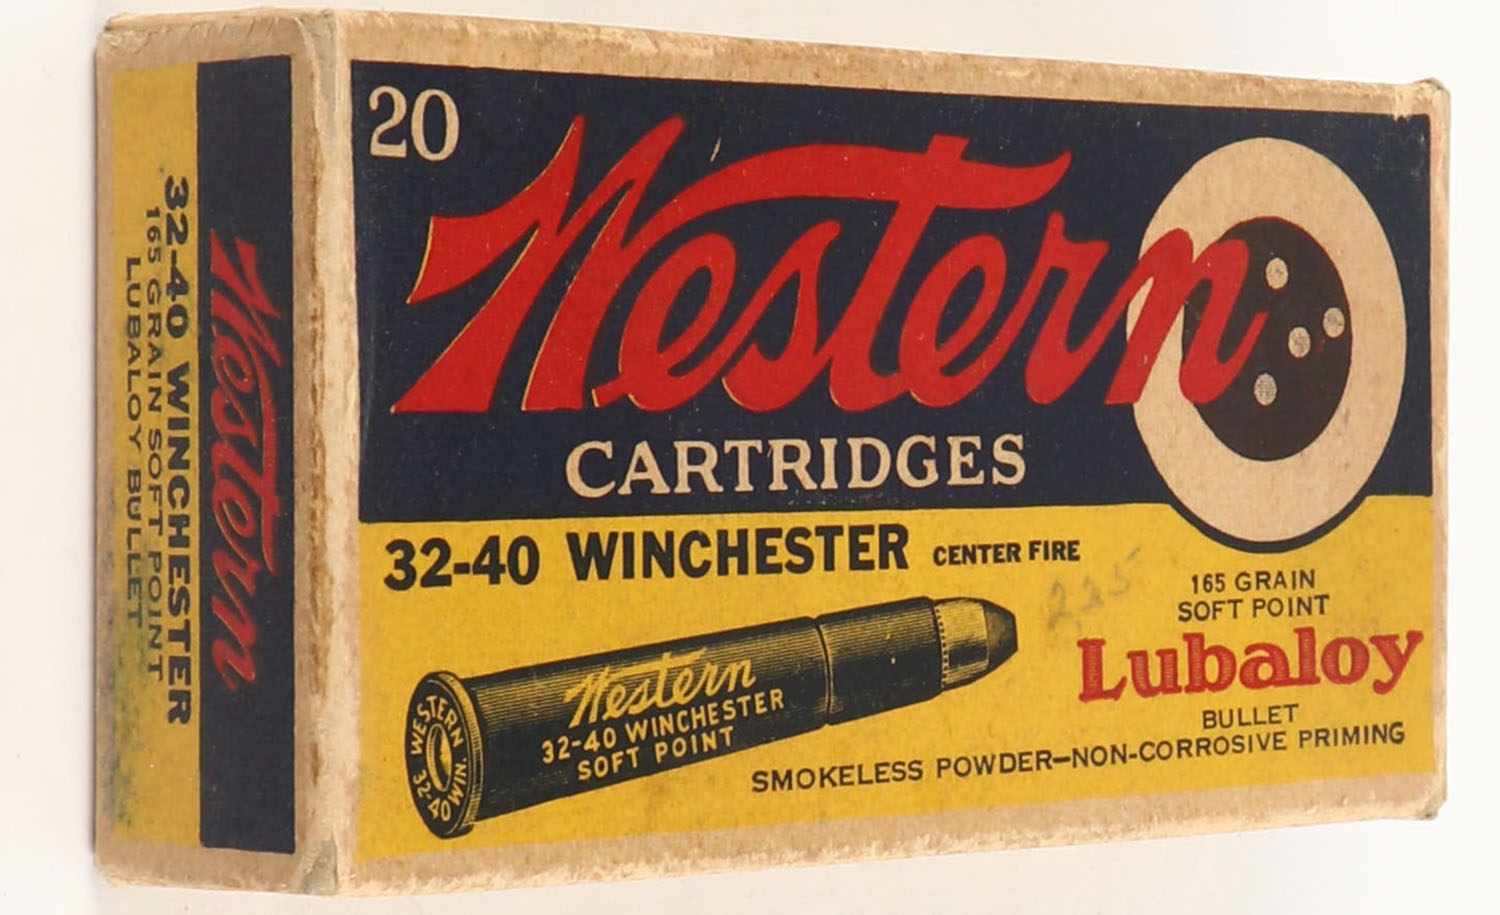 20
Western
CARTRIDGES
32-40 WINCHESTER CENTER FIRE
225
165 GRAIN
SOFT POINT
Lubaloy
BULLET
SMOKELESS POWDER—NON-CORROSIVE PRIMING
Western
32-40 WINCHESTER
SOFT POINT
WESTERN
32-40 WIN.
Western
32-40 WINCHESTER
165 GRAIN SOFT POINT
LUBALOY BULLET